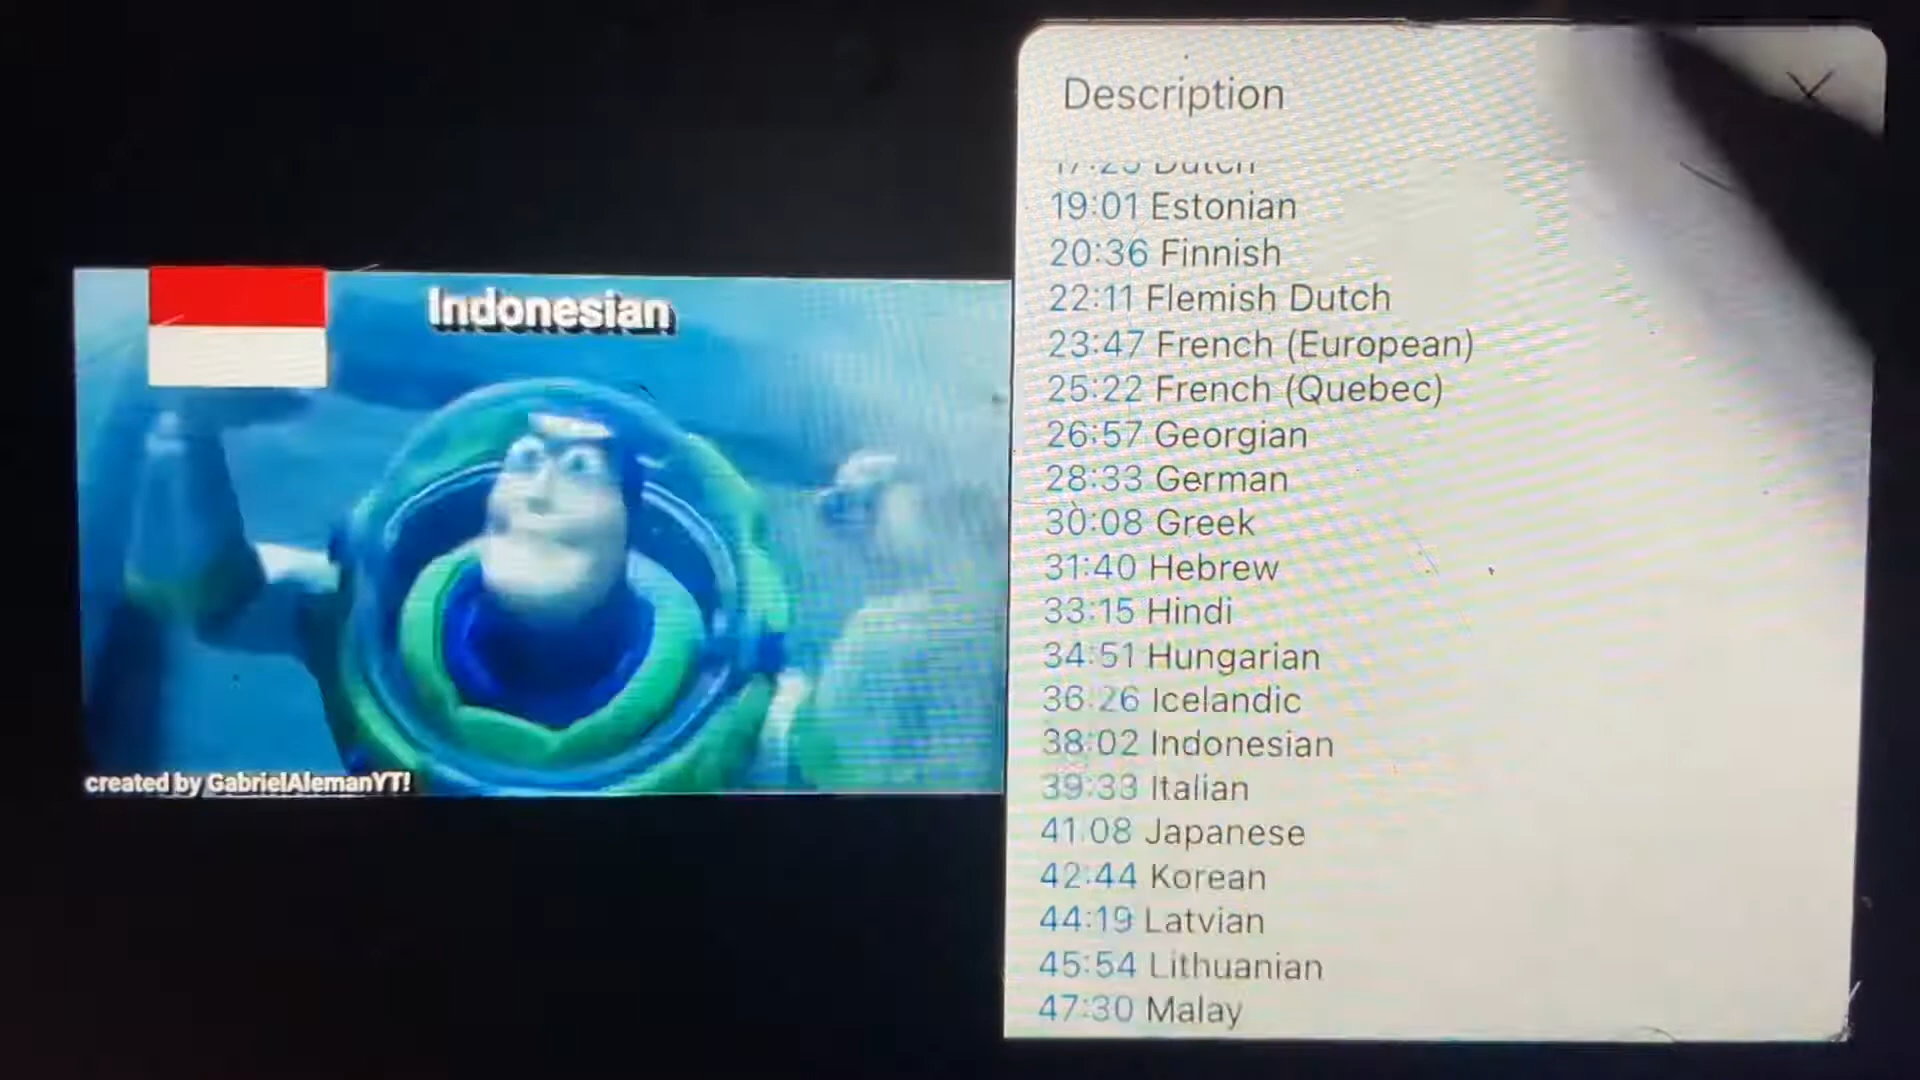 Indonesian
created by GabrielAlemanYT!
Description
17:25 Dutch
19:01 Estonian
20:36 Finnish
22:11 Flemish Dutch
23:47 French (European)
25:22 French (Quebec)
26:57 Georgian
28:33 German
30:08 Greek
31:40 Hebrew
33:15 Hindi
34:51 Hungarian
36:26 Icelandic
38:02 Indonesian
39:33 Italian
41:08 Japanese
42:44 Korean
44:19 Latvian
45:54 Lithuanian
47:30 Malay